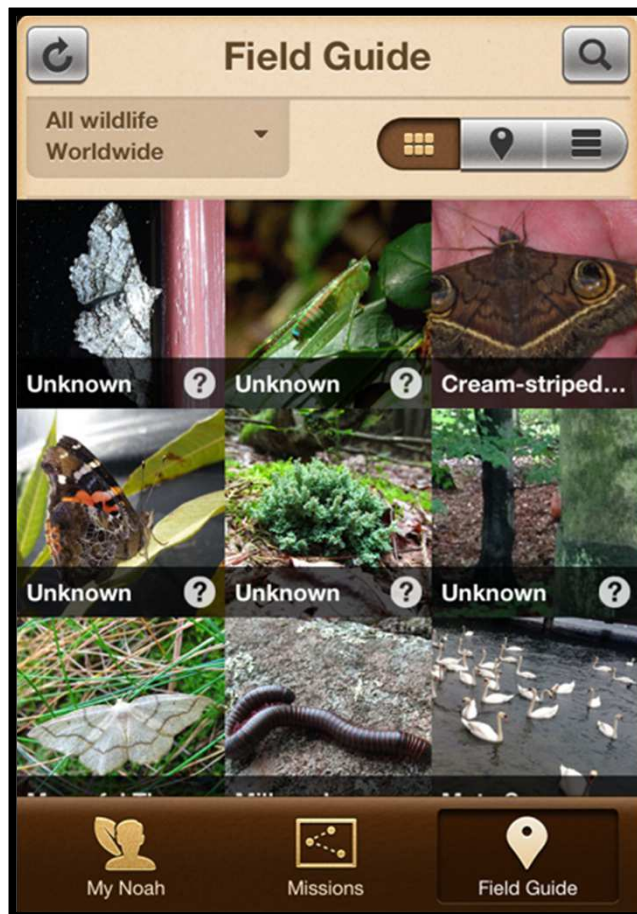 Field Guide
All wildlife
Worldwide
Unknown ?
Unknown ?
Cream-striped...
Unknown ?
Unknown ?
Unknown ?
My Noah
Missions
Field Guide